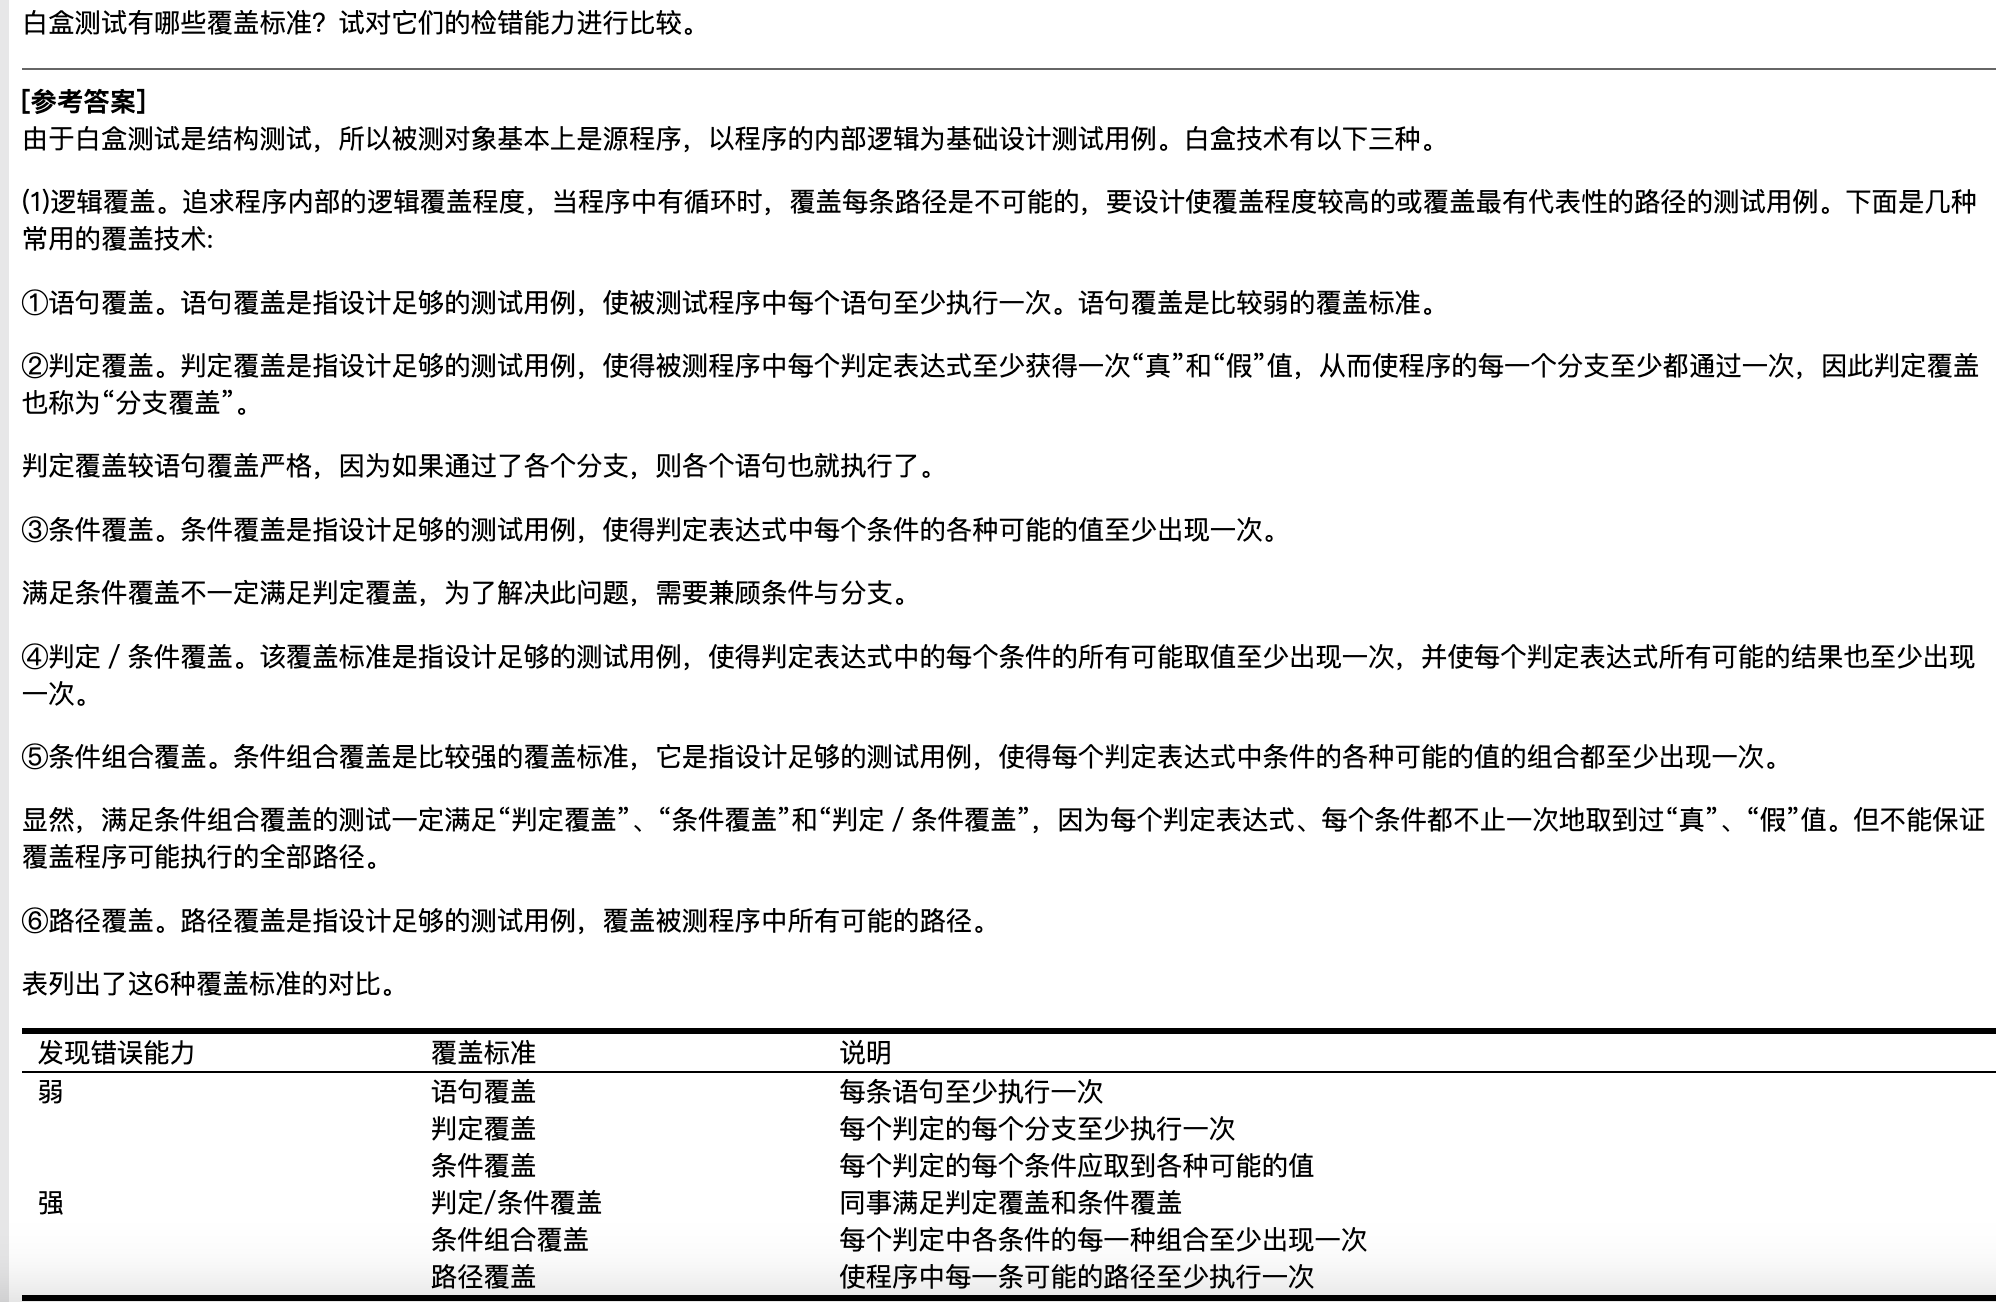 白盒测试有哪些覆盖标准？试对它们的检错能力进行比较。
[参考答案]
由于白盒测试是结构测试，所以被测对象基本上是源程序，以程序的内部逻辑为基础设计测试用例。白盒技术有以下三种。
(1)逻辑覆盖。追求程序内部的逻辑覆盖程度，当程序中有循环时，覆盖每条路径是不可能的，要设计使覆盖程度较高的或覆盖最有代表性的路径的测试用例。下面是几种
常用的覆盖技术:
①语句覆盖。语句覆盖是指设计足够的测试用例，使被测试程序中每个语句至少执行一次。语句覆盖是比较弱的覆盖标准。
②判定覆盖。判定覆盖是指设计足够的测试用例，使得被测程序中每个判定表达式至少获得一次“真”和“假”值，从而使程序的每一个分支至少都通过一次，因此判定覆盖
也称为“分支覆盖”。
判定覆盖较语句覆盖严格，因为如果通过了各个分支，则各个语句也就执行了。
③条件覆盖。条件覆盖是指设计足够的测试用例，使得判定表达式中每个条件的各种可能的值至少出现一次。
满足条件覆盖不一定满足判定覆盖，为了解决此问题，需要兼顾条件与分支。
④判定 / 条件覆盖。该覆盖标准是指设计足够的测试用例，使得判定表达式中的每个条件的所有可能取值至少出现一次，并使每个判定表达式所有可能的结果也至少出现
一次。
⑤条件组合覆盖。条件组合覆盖是比较强的覆盖标准，它是指设计足够的测试用例，使得每个判定表达式中条件的各种可能的值的组合都至少出现一次。
显然，满足条件组合覆盖的测试一定满足“判定覆盖”、“条件覆盖”和“判定 / 条件覆盖”，因为每个判定表达式、每个条件都不止一次地取到过“真”、“假”值。但不能保证
覆盖程序可能执行的全部路径。
⑥路径覆盖。路径覆盖是指设计足够的测试用例，覆盖被测程序中所有可能的路径。
表列出了这6种覆盖标准的对比。
发现错误能力 覆盖标准 说明
弱 语句覆盖 每条语句至少执行一次
判定覆盖 每个判定的每个分支至少执行一次
条件覆盖 每个判定的每个条件应取到各种可能的值
强 判定/条件覆盖 同事满足判定覆盖和条件覆盖
条件组合覆盖 每个判定中各条件的每一种组合至少出现一次
路径覆盖 使程序中每一条可能的路径至少执行一次